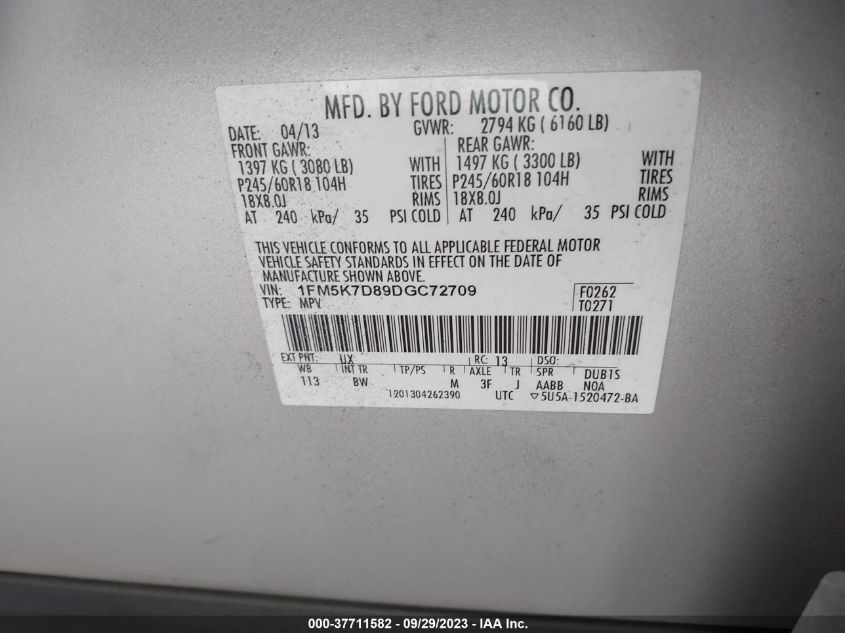 MFD. BY FORD MOTOR CO.
DATE: 04/13 GVWR: 2794 KG ( 6160 LB)
FRONT GAWR: REAR GAWR:
1397 KG ( 3080 LB) WITH 1497 KG ( 3300 LB) WITH
P245/60R18 104H TIRES P245/60R18 104H TIRES
18X8.0J RIMS 18X8.0J RIMS
AT 240 kPa/ 35 PSI COLD AT 240 kPa/ 35 PSI COLD
THIS VEHICLE CONFORMS TO ALL APPLICABLE FEDERAL MOTOR
VEHICLE SAFETY STANDARDS IN EFFECT ON THE DATE OF
MANUFACTURE SHOWN ABOVE.
VIN: 1FM5K7D89DGC72709 F0262
TYPE: MPV T0271
EXT PNT: UX RC: 13 DSO:
WB INT TR TP/PS R AXLE TR SPR DUB1S
113 BW M 3F J AABB NOA
1201304262390 UTC ▽5U5A-1520472-BA
000-37711582 - 09/29/2023 - IAA Inc.